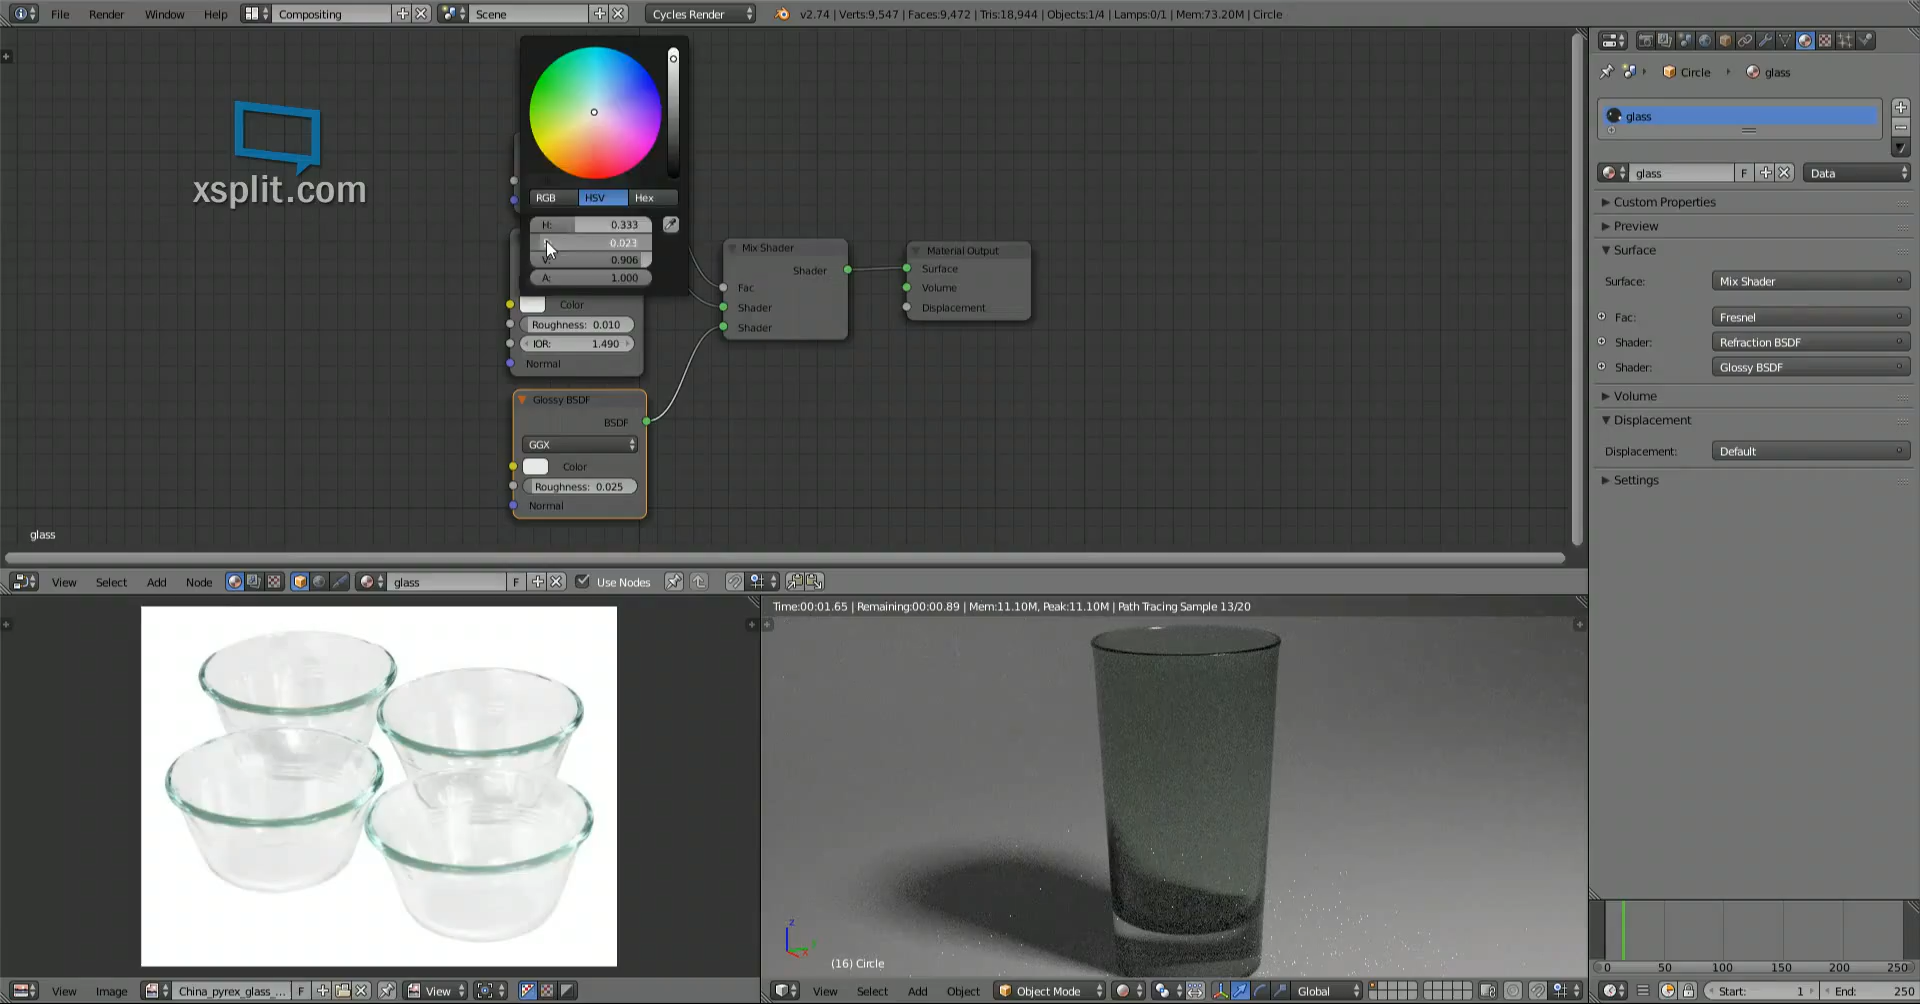 File Render Window Help Compositing Scene Cycles Render v2.74 | Verts:9,547 | Faces:9,472 | Tris:18,944 | Objects:1/4 | Lamps:0/1 | Mem:73.20M | Circle
xsplit.com
RGB HSV Hex
H: 0.333
0.023
V: 0.906
A: 1.000
Color
Roughness: 0.010
IOR: 1.490
Normal
Glossy BSDF
BSDF
GGX
Color
Roughness: 0.025
Normal
Mix Shader
Shader
Fac
Shader
Shader
Material Output
Surface
Volume
Displacement
glass
View Select Add Node glass F Use Nodes
Circle glass
glass
glass F Data
Custom Properties
Preview
Surface
Surface: Mix Shader
Fac: Fresnel
Shader: Refraction BSDF
Shader: Glossy BSDF
Volume
Displacement
Displacement: Default
Settings
Time:00:01.65 | Remaining:00:00.89 | Mem:11.10M, Peak:11.10M | Path Tracing Sample 13/20
z
(16) Circle
0 50 100 150 200 250
View Image China_pyrex_glass_... F View
View Select Add Object Object Mode Global
Start: 1 End: 250